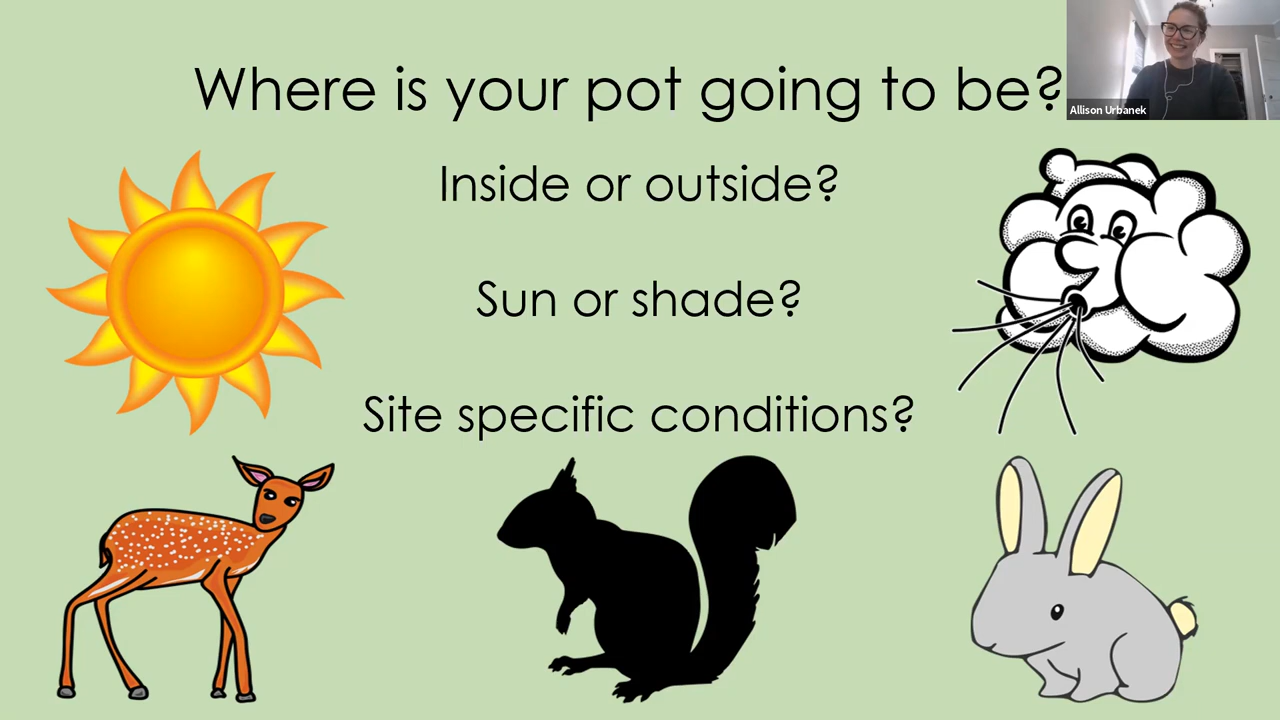 Where is your pot going to be?
Allison Urbanek
Inside or outside?
Sun or shade?
Site specific conditions?